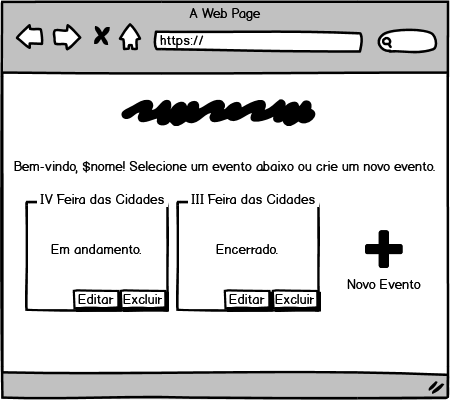 A Web Page
https://
Bem-vindo, $nome! Selecione um evento abaixo ou crie um novo evento.
IV Feira das Cidades
Em andamento.
Editar Excluir
III Feira das Cidades
Encerrado.
Editar Excluir
Novo Evento